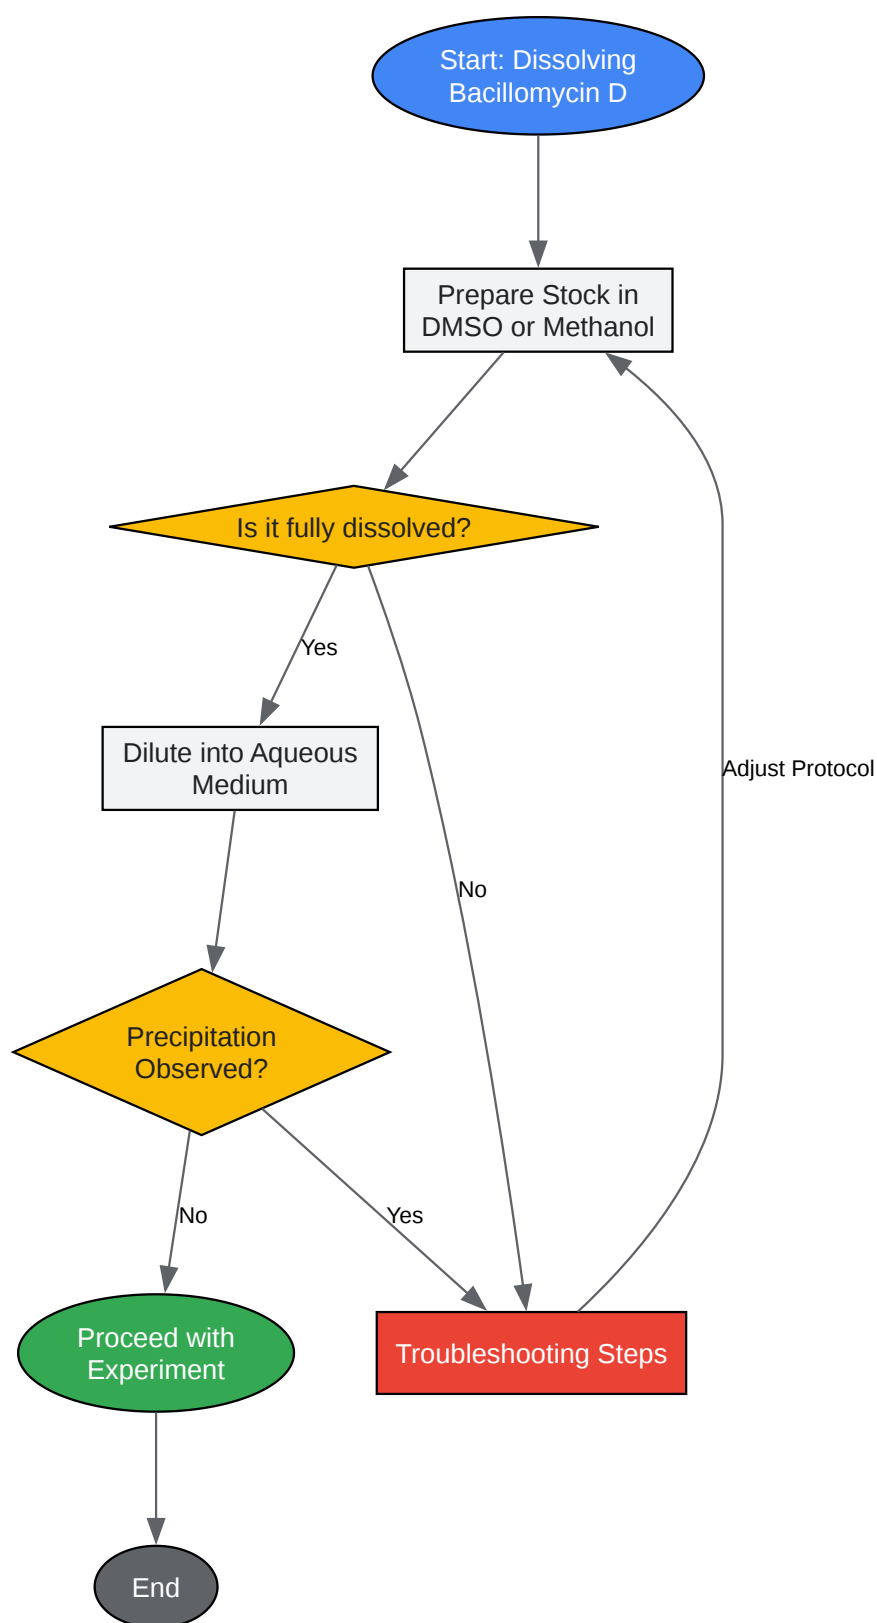 Start: Dissolving
Bacillomycin D
Prepare Stock in
DMSO or Methanol
Is it fully dissolved?
Yes
Dilute into Aqueous
Medium
Adjust Protocol
No
Precipitation
Observed?
No
Yes
Proceed with
Experiment
Troubleshooting Steps
End